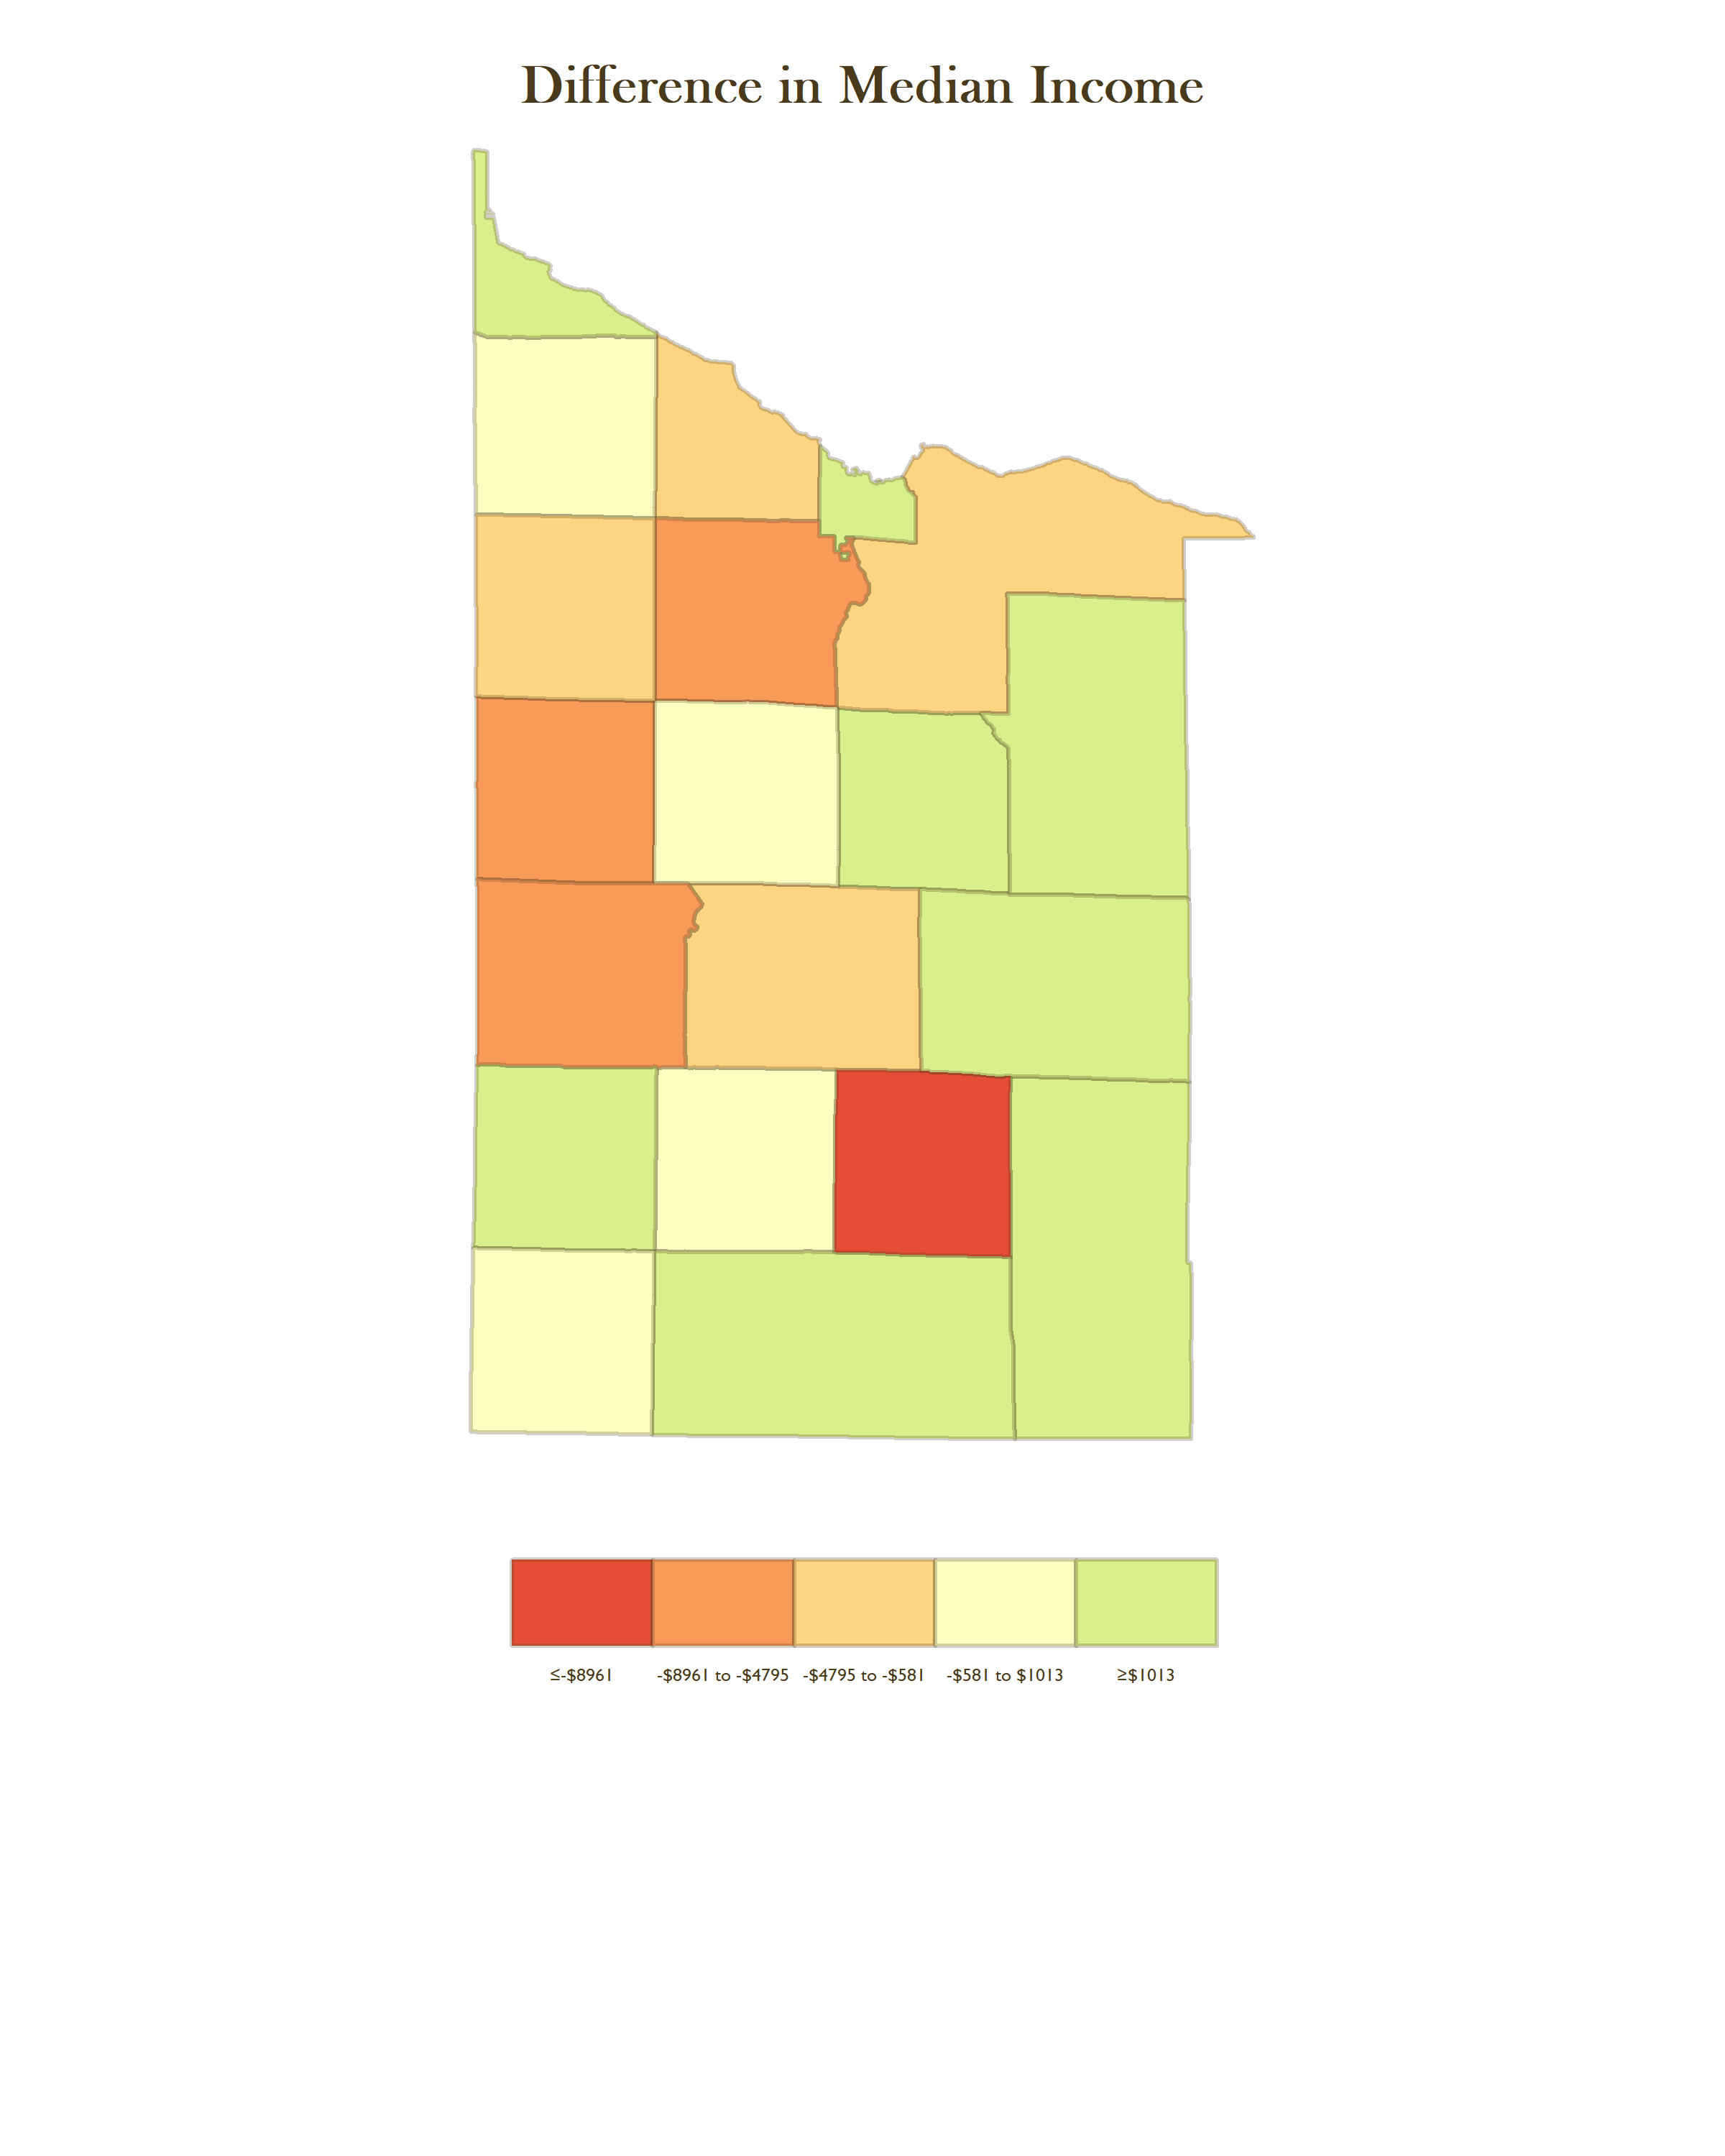 Difference in Median Income
≤-$8961 -$8961 to -$4795 -$4795 to -$581 -$581 to $1013 ≥$1013